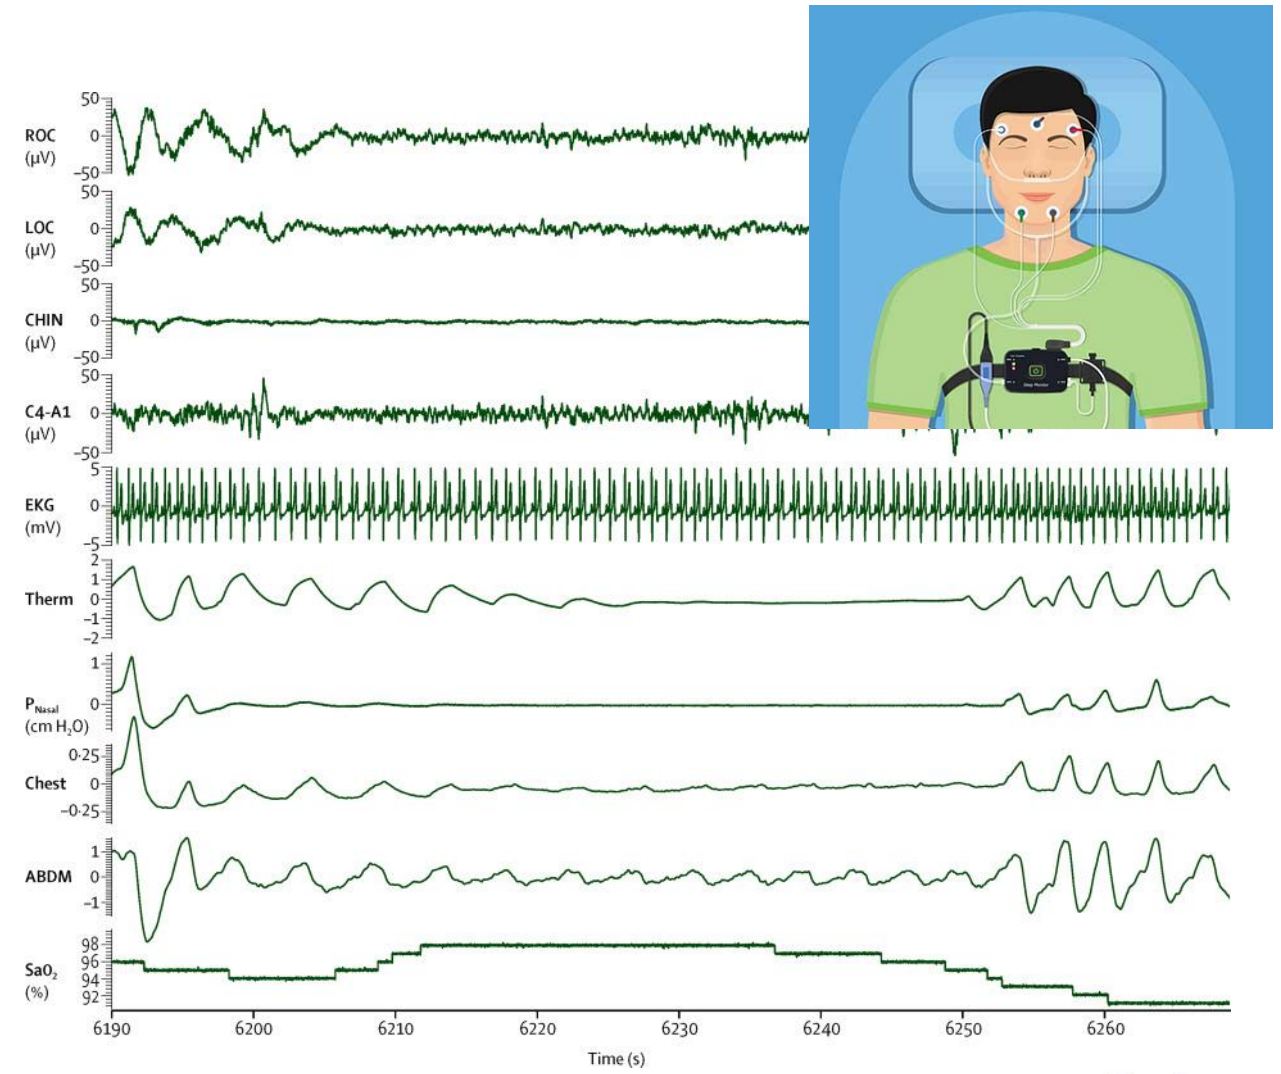 50
ROC
0
(µV)
–50
50
LOC
0
(µV)
–50
50
CHIN
0
(µV)
–50
50
C4-A1
0
(µV)
–50
5
EKG
0
(mV)
–5
2
1
Therm
0
–1
–2
1
PNasal
0
(cm H2O)
0·25
Chest
0
–0·25
1
ABDM
0
–1
98
96
SaO2
94
(%)
92
6190 6200 6210 6220 6230 6240 6250 6260
Time (s)
Sleep Monitor